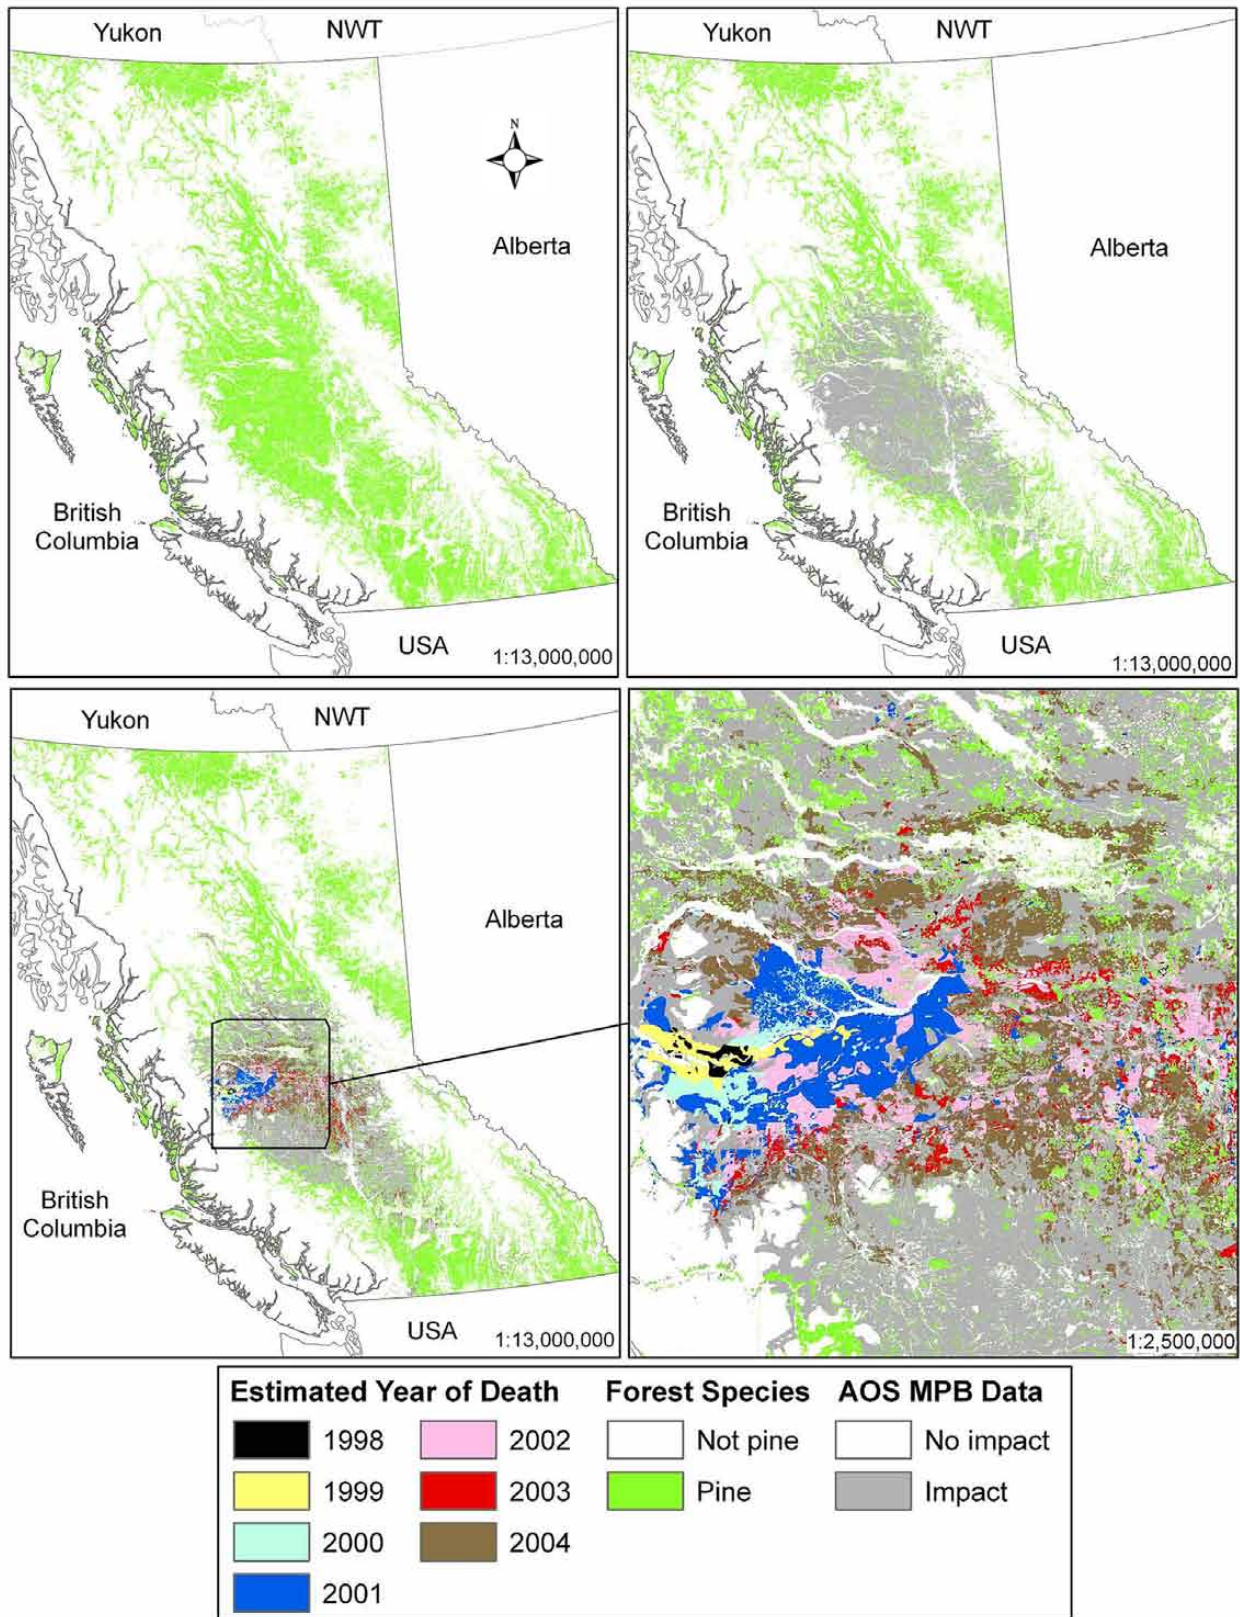 Yukon
NWT
N
Alberta
British
Columbia
USA
1:13,000,000
Yukon
NWT
Alberta
British
Columbia
USA
1:13,000,000
Yukon
NWT
Alberta
British
Columbia
USA
1:13,000,000
1:2,500,000
Estimated Year of Death
1998
1999
2000
2001
2002
2003
2004
Forest Species
Not pine
Pine
AOS MPB Data
No impact
Impact